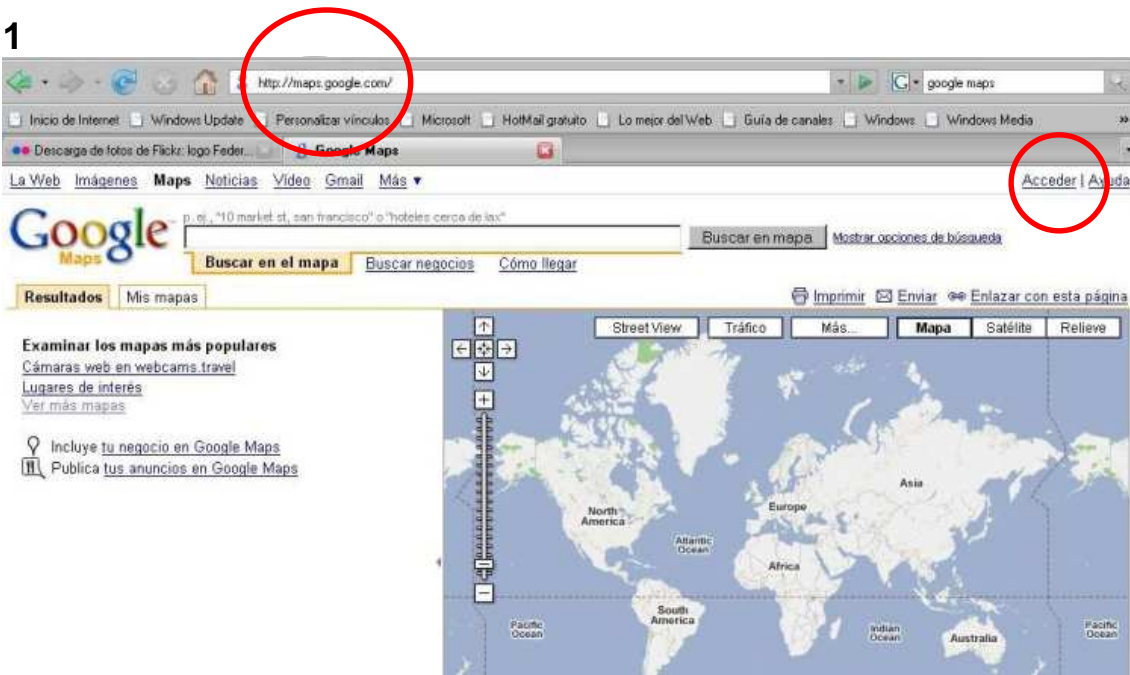 1
http://maps.google.com/
G google maps
Inicio de Internet Windows Update Personalizar vínculos Microsoft HotMail gratuito Lo mejor del Web Guía de canales Windows Windows Media »
Descarga de fotos de Flickr: logo Feder... Google Maps
La Web Imágenes Maps Noticias Vídeo Gmail Más ▼ Acceder | Ayuda
p. ej., "10 market st, san francisco" o "hoteles cerca de lax"
Google Maps
Buscar en mapa Mostrar opciones de búsqueda
Buscar en el mapa Buscar negocios Cómo llegar
Resultados Mis mapas Imprimir Enviar Enlazar con esta página
Street View Tráfico Más... Mapa Satélite Relieve
Examinar los mapas más populares
Cámaras web en webcams.travel
Lugares de interés
Ver más mapas
Incluye tu negocio en Google Maps
Publica tus anuncios en Google Maps
Asia
Europe
North America
Atlantic Ocean
Africa
South America
Pacific Ocean
Indian Ocean
Australia
Pacific Ocean